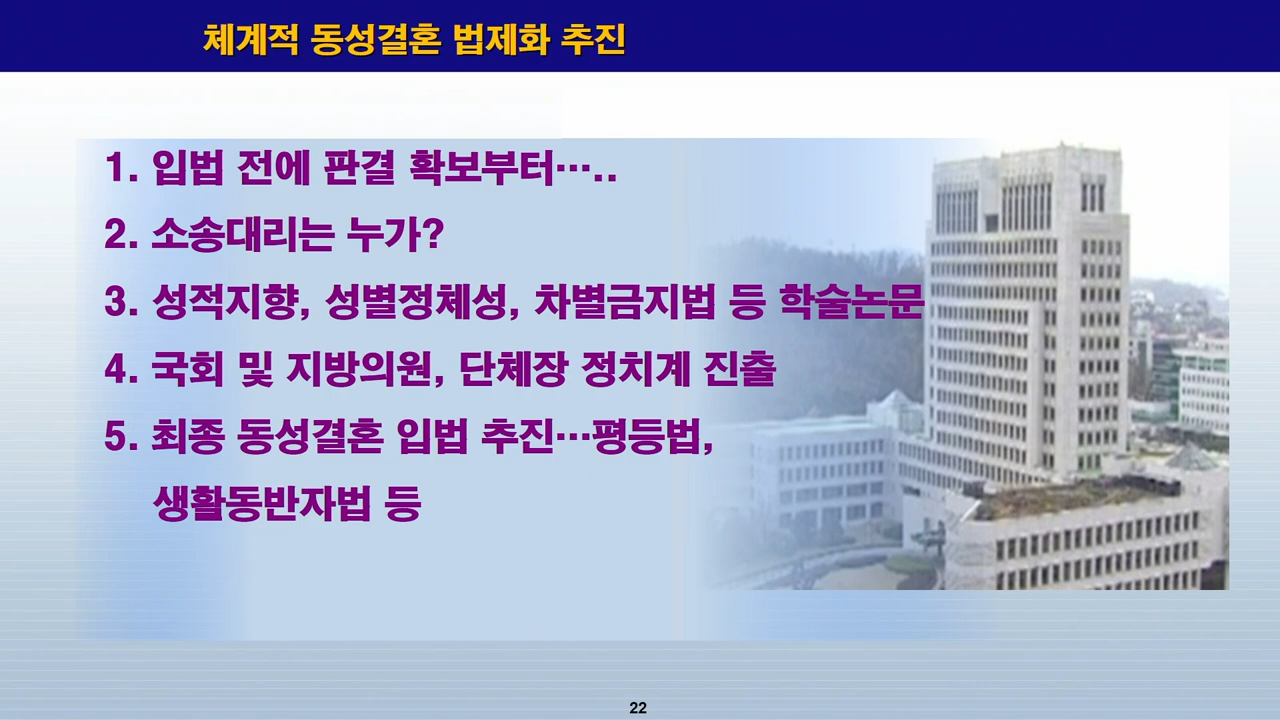 체계적 동성결혼 법제화 추진
1. 입법 전에 판결 확보부터…..
2. 소송대리는 누가?
3. 성적지향, 성별정체성, 차별금지법 등 학술논문
4. 국회 및 지방의원, 단체장 정치계 진출
5. 최종 동성결혼 입법 추진…평등법,
생활동반자법 등
22